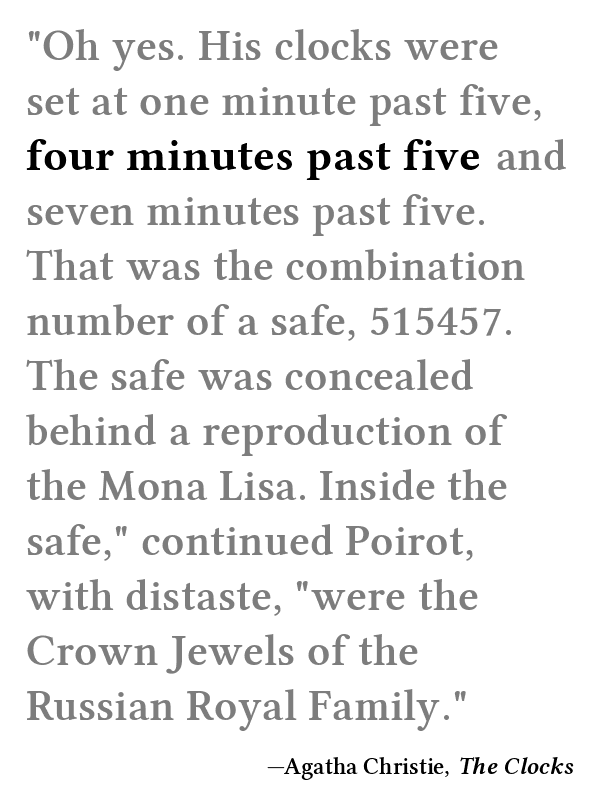 "Oh yes. His clocks were
set at one minute past five,
four minutes past five and
seven minutes past five.
That was the combination
number of a safe, 515457.
The safe was concealed
behind a reproduction of
the Mona Lisa. Inside the
safe," continued Poirot,
with distaste, "were the
Crown Jewels of the
Russian Royal Family."
—Agatha Christie, The Clocks